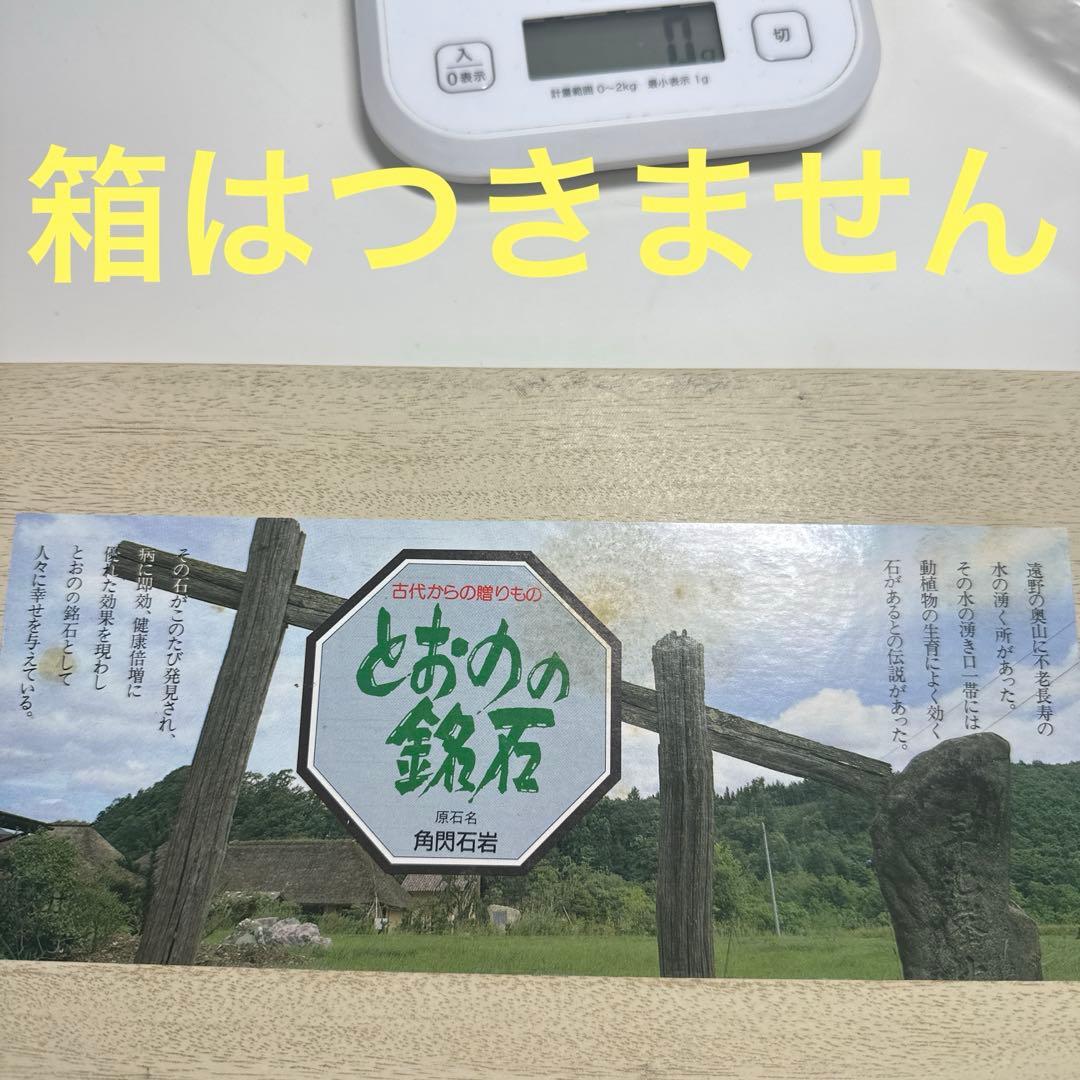 入
0表示
0g
切
計量範囲 0〜2kg 最小表示 1g
箱はつきません
遠野の奥山に不老長寿の
水の湧く所があった。
その水の湧き口一帯には
動植物の生育によく効く
石があるとの伝説があった。
古代からの贈りもの
とおのの
銘石
原石名
角閃石岩
その石がこのたび発見され、
病に即効、健康倍増に
優れた効果を現わし
とおのの銘石として
人々に幸せを与えている。